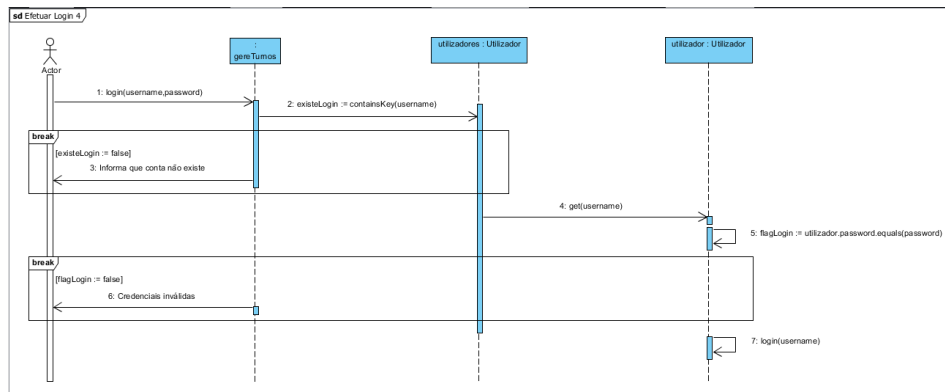 sd Efetuar Login 4
Actor
:
gereTurnos
utilizadores : Utilizador
utilizador : Utilizador
1: login(username,password)
2: existeLogin := containsKey(username)
break
[existeLogin := false]
3: Informa que conta não existe
4: get(username)
5: flagLogin := utilizador.password.equals(password)
break
[flagLogin := false]
6: Credenciais inválidas
7: login(username)